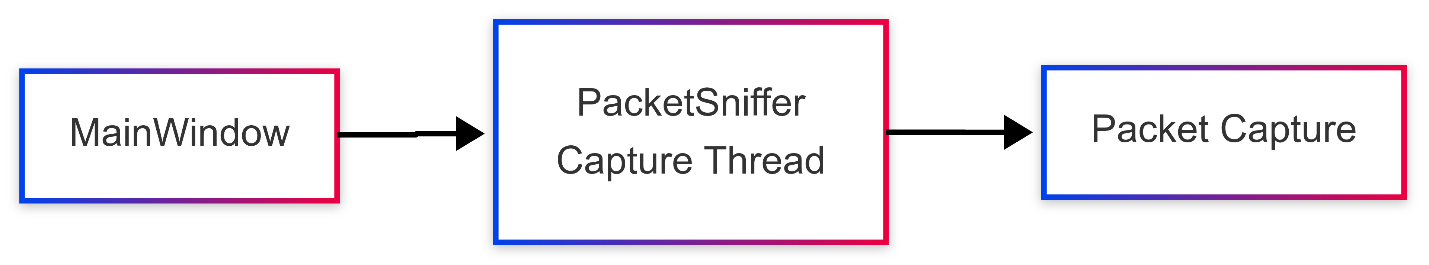 MainWindow
PacketSniffer
Capture Thread
Packet Capture